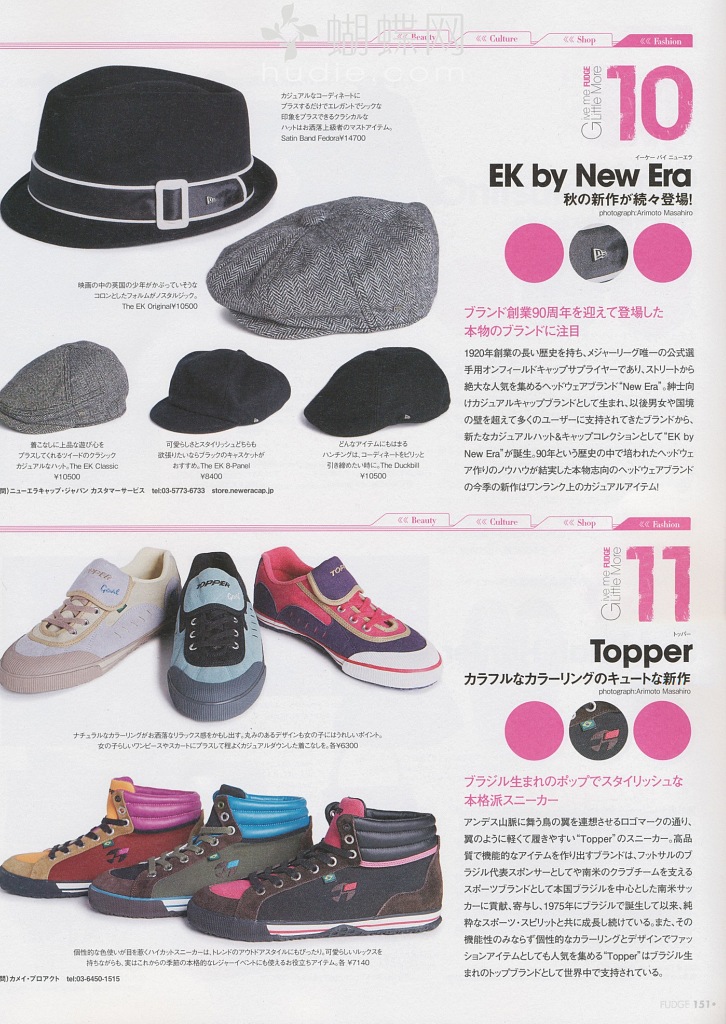 蝴蝶网
hudie.com
《《 Beauty
《《 Culture
《《 Shop
《《 Fashion
カジュアルなコーディネートに
プラスするだけでエレガントでシックな
印象をプラスできるクラシカルな
ハットはお洒落上級者のマストアイテム。
Satin Band Fedora¥14700
Give me FUDGE
Little More
10
イーケー バイ ニューエラ
EK by New Era
秋の新作が続々登場!
photograph:Arimoto Masahiro
映画の中の英国の少年がかぶっていそうな
コロンとしたフォルムがノスタルジック。
The EK Original¥10500
ブランド創業90周年を迎えて登場した
本物のブランドに注目
1920年創業の長い歴史を持ち、メジャーリーグ唯一の公式選
手用オンフィールドキャップサプライヤーであり、ストリートから
絶大な人気を集めるヘッドウェアブランド“New Era”。紳士向
けカジュアルキャップブランドとして生まれ、以後男女や国境
の壁を超えて多くのユーザーに支持されてきたブランドから、
新たなカジュアルハット&キャップコレクションとして“EK by
New Era”が誕生。90年という歴史の中で培われたヘッドウェ
ア作りのノウハウが結実した本物志向のヘッドウェアブランド
の今季の新作はワンランク上のカジュアルアイテム!
着こなしに上品な遊び心を
プラスしてくれるツイードのクラシック
カジュアルなハット。The EK Classic
¥10500
可愛らしさとスタイリッシュどちらも
欲張りたいならブラックのキャスケットが
おすすめ。The EK 8-Panel
¥8400
どんなアイテムにもはまる
ハンチングは、コーディネートをピリッと
引き締めたい時に。The Duckbill
¥10500
問)ニューエラキャップ・ジャパン カスタマーサービス tel:03-5773-6733 store.neweracap.jp
《《 Beauty
《《 Culture
《《 Shop
《《 Fashion
Give me FUDGE
Little More
11
トッパー
Topper
カラフルなカラーリングのキュートな新作
photograph:Arimoto Masahiro
TOPPER
Goal
TOPPER
Goal
TOP
ナチュラルなカラーリングがお洒落なリラックス感をかもし出す。丸みのあるデザインも女の子にはうれしいポイント。
女の子らしいワンピースやスカートにプラスして程よくカジュアルダウンした着こなしを。各¥6300
ブラジル生まれのポップでスタイリッシュな
本格派スニーカー
アンデス山脈に舞う鳥の翼を連想させるロゴマークの通り、
翼のように軽くて履きやすい“Topper”のスニーカー。高品
質で機能的なアイテムを作り出すブランドは、フットサルのブ
ラジル代表スポンサーとしてや南米のクラブチームを支える
スポーツブランドとして本国ブラジルを中心とした南米サッ
カーに貢献、寄与し、1975年にブラジルで誕生して以来、純
粋なスポーツ・スピリットと共に成長し続けている。また、その
機能性のみならず個性的なカラーリングとデザインでファッ
ションアイテムとしても人気を集める“Topper”はブラジル生
まれのトップブランドとして世界中で支持されている。
個性的な色使いが目を惹くハイカットスニーカーは、トレンドのアウトドアスタイルにもぴったり。可愛らしいルックスを
持ちながらも、実はこれからの季節の本格的なレジャーイベントにも使えるお役立ちアイテム。各 ¥7140
問)カメイ・プロアクト tel:03-6450-1515
FUDGE 151